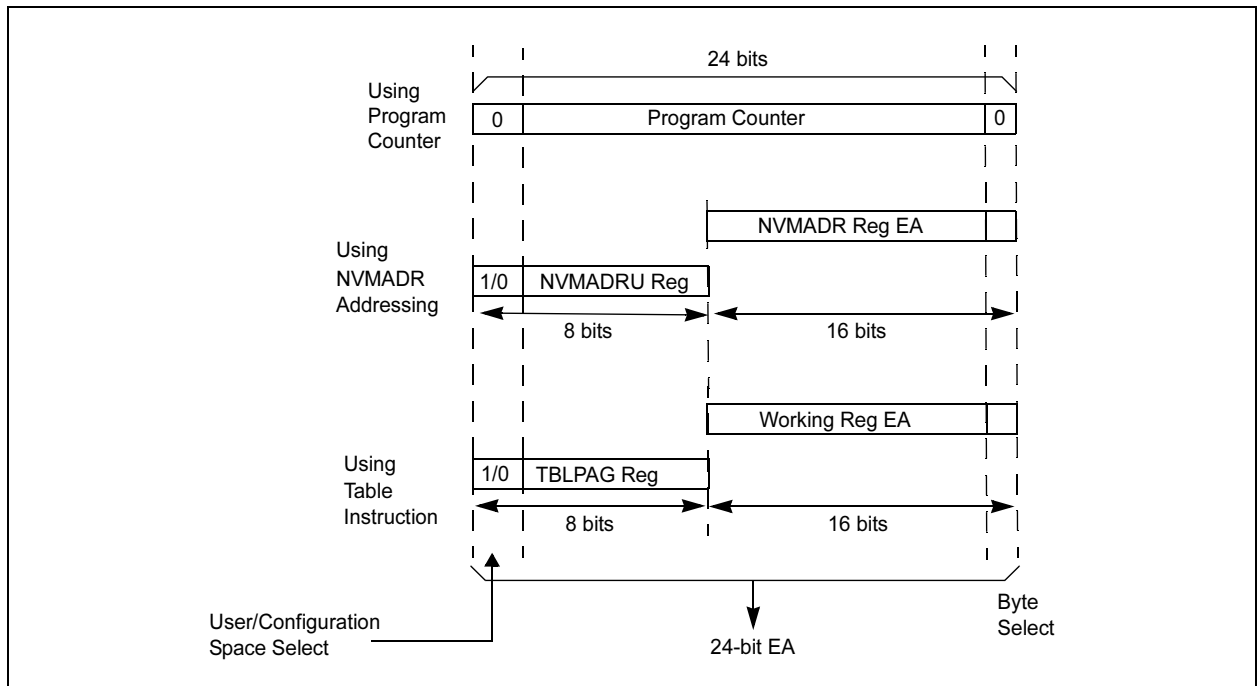 24 bits
Using
Program
Counter
0
Program Counter
0
NVMADR Reg EA
Using
NVMADR
Addressing
1/0
NVMADRU Reg
8 bits
16 bits
Working Reg EA
Using
Table
Instruction
1/0
TBLPAG Reg
8 bits
16 bits
User/Configuration
Space Select
24-bit EA
Byte
Select